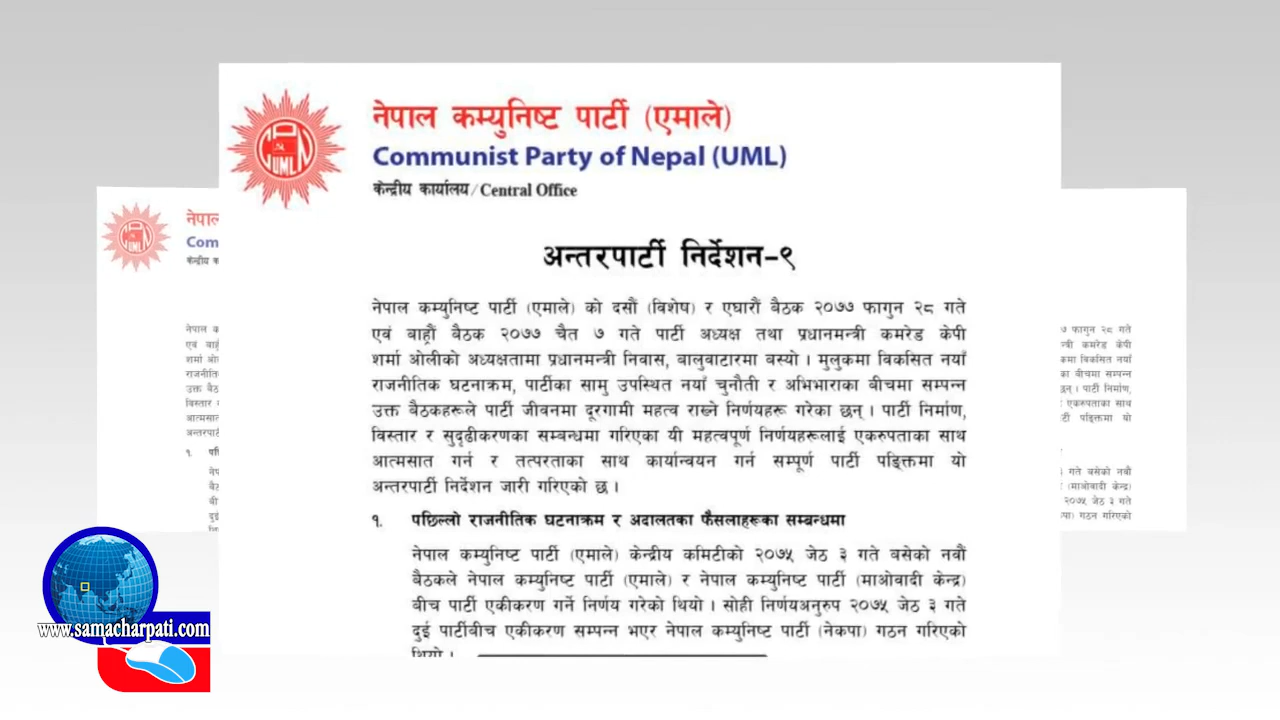 नेपाल कम्युनिष्ट पार्टी (एमाले)
Communist Party of Nepal (UML)
केन्द्रीय कार्यालय/Central Office
UML
अन्तरपार्टी निर्देशन-९
नेपाल कम्युनिष्ट पार्टी (एमाले) को दसौं (विशेष) र एघारौं बैठक २०७७ फागुन २८ गते
एवं बाह्रौं बैठक २०७७ चैत ७ गते पार्टी अध्यक्ष तथा प्रधानमन्त्री कमरेड केपी
शर्मा ओलीको अध्यक्षतामा प्रधानमन्त्री निवास, बालुवाटारमा बस्यो । मुलुकमा विकसित नयाँ
राजनीतिक घटनाक्रम, पार्टीका सामु उपस्थित नयाँ चुनौती र अभिभाराका बीचमा सम्पन्न
उक्त बैठकहरूले पार्टी जीवनमा दूरगामी महत्व राख्ने निर्णयहरू गरेका छन् । पार्टी निर्माण,
विस्तार र सुदृढीकरणका सम्बन्धमा गरिएका यी महत्वपूर्ण निर्णयहरूलाई एकरुपताका साथ
आत्मसात गर्न र तत्परताका साथ कार्यान्वयन गर्न सम्पूर्ण पार्टी पङ्क्तिमा यो
अन्तरपार्टी निर्देशन जारी गरिएको छ ।
१. पछिल्लो राजनीतिक घटनाक्रम र अदालतका फैसलाहरूका सम्बन्धमा
नेपाल कम्युनिष्ट पार्टी (एमाले) केन्द्रीय कमिटीको २०७५ जेठ ३ गते बसेको नवौं
बैठकले नेपाल कम्युनिष्ट पार्टी (एमाले) र नेपाल कम्युनिष्ट पार्टी (माओवादी केन्द्र)
बीच पार्टी एकीकरण गर्ने निर्णय गरेको थियो । सोही निर्णयअनुरुप २०७५ जेठ ३ गते
दुई पार्टीबीच एकीकरण सम्पन्न भएर नेपाल कम्युनिष्ट पार्टी (नेकपा) गठन गरिएको
थियो ।
www.samacharpati.com